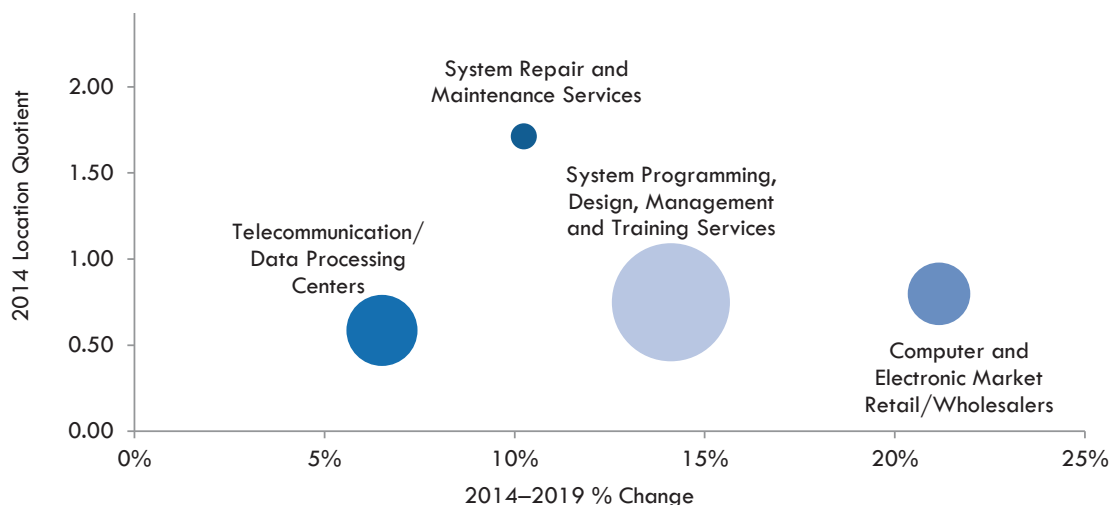 2014 Location Quotient
2.00
1.50
1.00
0.50
0.00
System Repair and
Maintenance Services
System Programming,
Design, Management
and Training Services
Telecommunication/
Data Processing
Centers
Computer and
Electronic Market
Retail/Wholesalers
0%
5%
10%
15%
20%
25%
2014–2019 % Change